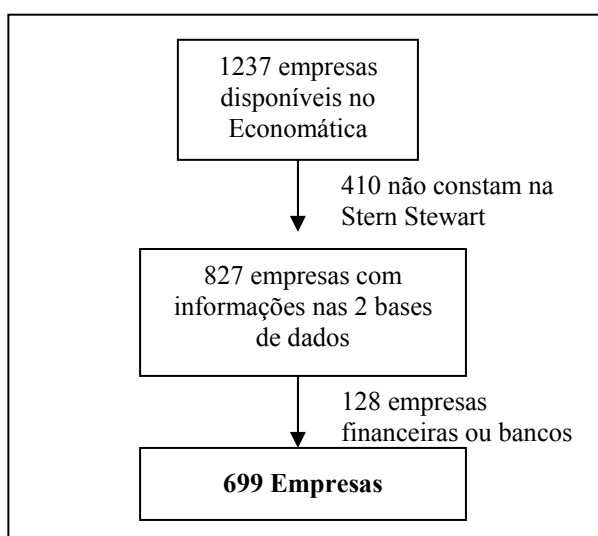 1237 empresas
disponíveis no
Economática
410 não constam na
Stern Stewart
827 empresas com
informações nas 2 bases
de dados
128 empresas
financeiras ou bancos
699 Empresas